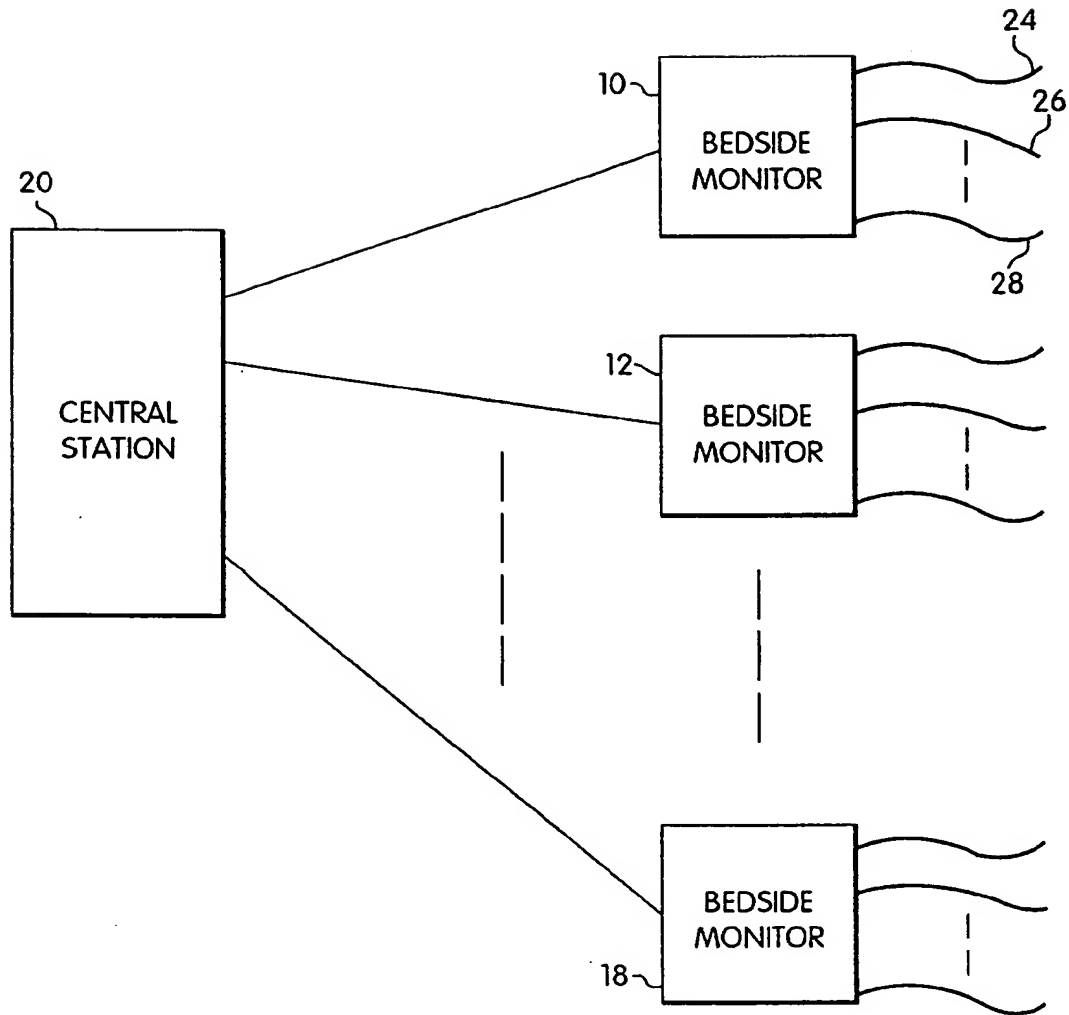 24
10
26
BEDSIDE
MONITOR
20
28
12
CENTRAL
STATION
BEDSIDE
MONITOR
BEDSIDE
MONITOR
18